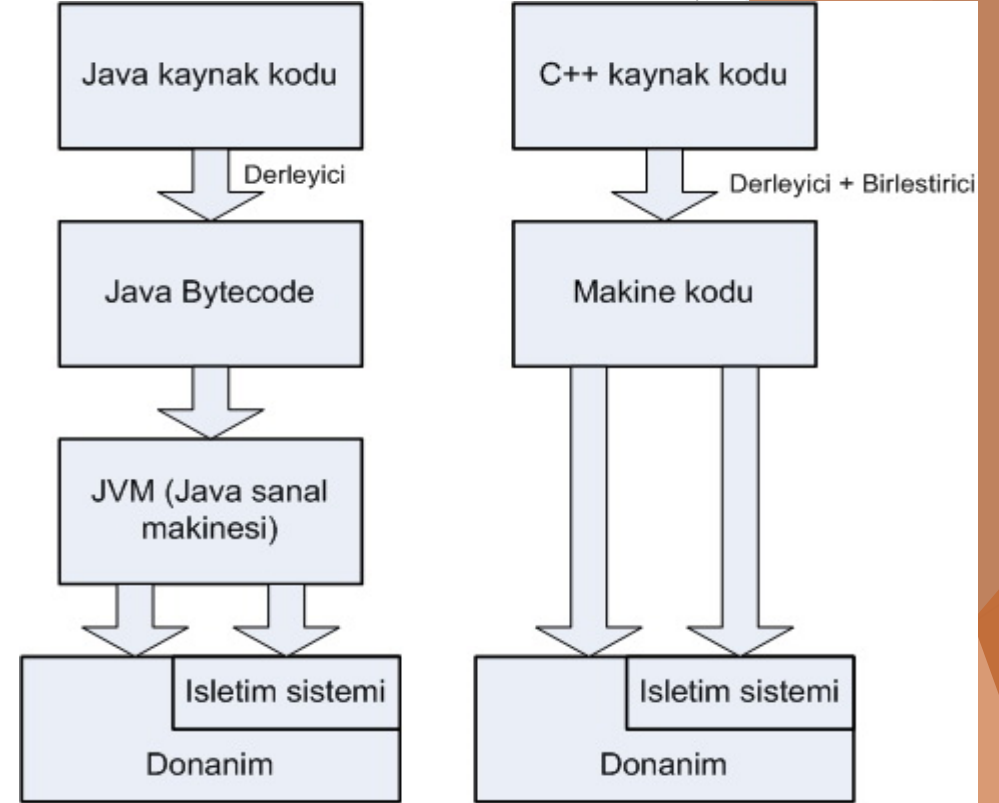 Java kaynak kodu
Derleyici
Java Bytecode
JVM (Java sanal
makinesi)
Isletim sistemi
Donanim
C++ kaynak kodu
Derleyici + Birlestirici
Makine kodu
Isletim sistemi
Donanim